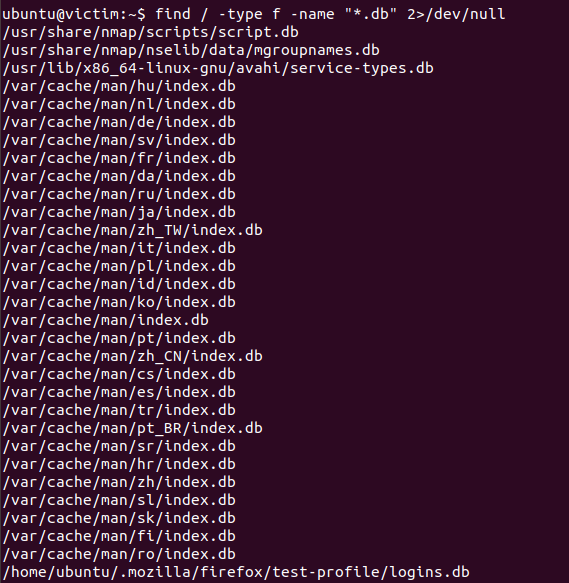 ubuntu@victim:~$ find / -type f -name "*.db" 2>/dev/null
/usr/share/nmap/scripts/script.db
/usr/share/nmap/nselib/data/mgroupnames.db
/usr/lib/x86_64-linux-gnu/avahi/service-types.db
/var/cache/man/hu/index.db
/var/cache/man/nl/index.db
/var/cache/man/de/index.db
/var/cache/man/sv/index.db
/var/cache/man/fr/index.db
/var/cache/man/da/index.db
/var/cache/man/ru/index.db
/var/cache/man/ja/index.db
/var/cache/man/zh_TW/index.db
/var/cache/man/it/index.db
/var/cache/man/pl/index.db
/var/cache/man/id/index.db
/var/cache/man/ko/index.db
/var/cache/man/index.db
/var/cache/man/pt/index.db
/var/cache/man/zh_CN/index.db
/var/cache/man/cs/index.db
/var/cache/man/es/index.db
/var/cache/man/tr/index.db
/var/cache/man/pt_BR/index.db
/var/cache/man/sr/index.db
/var/cache/man/hr/index.db
/var/cache/man/zh/index.db
/var/cache/man/sl/index.db
/var/cache/man/sk/index.db
/var/cache/man/fi/index.db
/var/cache/man/ro/index.db
/home/ubuntu/.mozilla/firefox/test-profile/logins.db